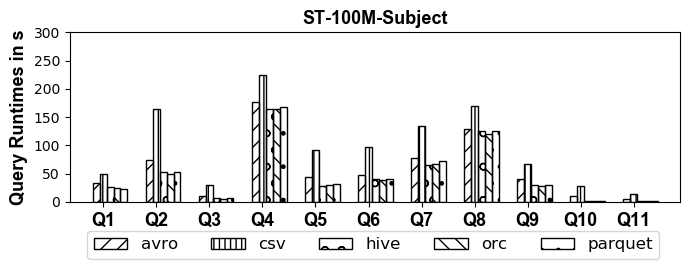 ST-100M-Subject
Query Runtimes in s
300
250
200
150
100
50
0
Q1 Q2 Q3 Q4 Q5 Q6 Q7 Q8 Q9 Q10 Q11
avro csv hive orc parquet